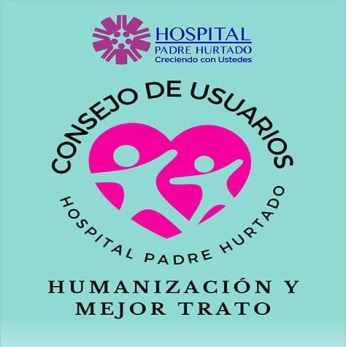 HOSPITAL
PADRE HURTADO
Creciendo con Ustedes
CONSEJO DE USUARIOS
HOSPITAL PADRE HURTADO
HUMANIZACIÓN Y
MEJOR TRATO